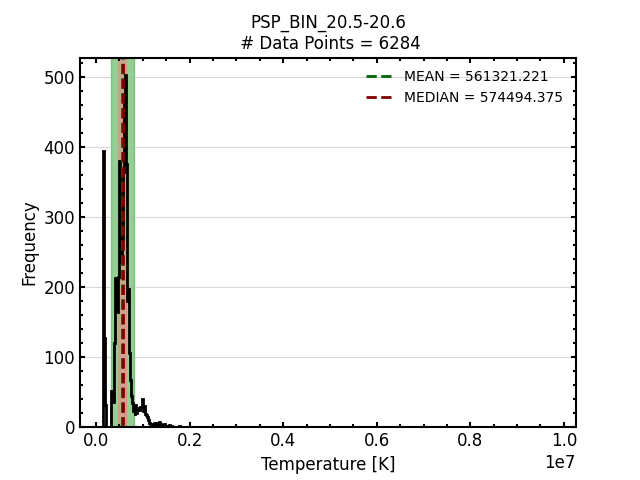 PSP_BIN_20.5-20.6
# Data Points = 6284
MEAN = 561321.221
MEDIAN = 574494.375
500
400
300
200
100
0
Frequency
0.0 0.2 0.4 0.6 0.8 1.0
1e7
Temperature [K]